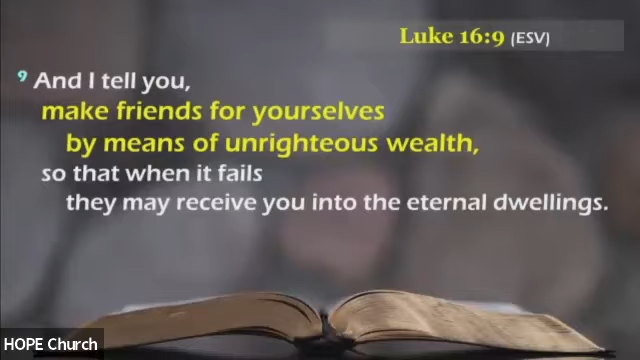 Luke 16:9 (ESV)
9 And I tell you,
make friends for yourselves
by means of unrighteous wealth,
so that when it fails
they may receive you into the eternal dwellings.
HOPE Church